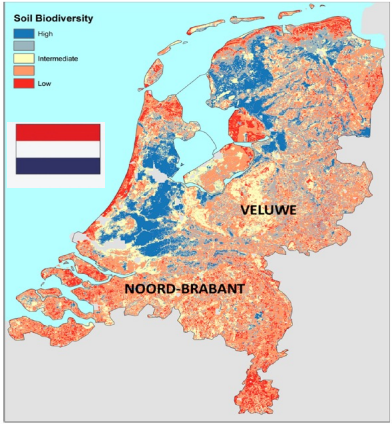 Soil Biodiversity
High
Intermediate
Low
VELUWE
NOORD-BRABANT